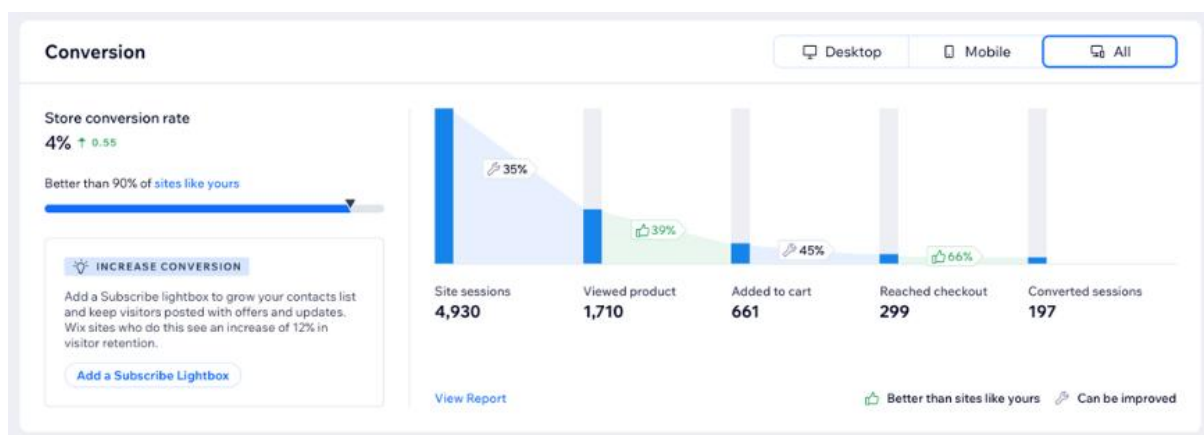 Conversion
Desktop
Mobile
All
Store conversion rate
4% ↑ 0.55
Better than 90% of sites like yours
INCREASE CONVERSION
Add a Subscribe lightbox to grow your contacts list
and keep visitors posted with offers and updates.
Wix sites who do this see an increase of 12% in
visitor retention.
Add a Subscribe Lightbox
35%
39%
45%
66%
Site sessions
4,930
Viewed product
1,710
Added to cart
661
Reached checkout
299
Converted sessions
197
View Report
Better than sites like yours
Can be improved